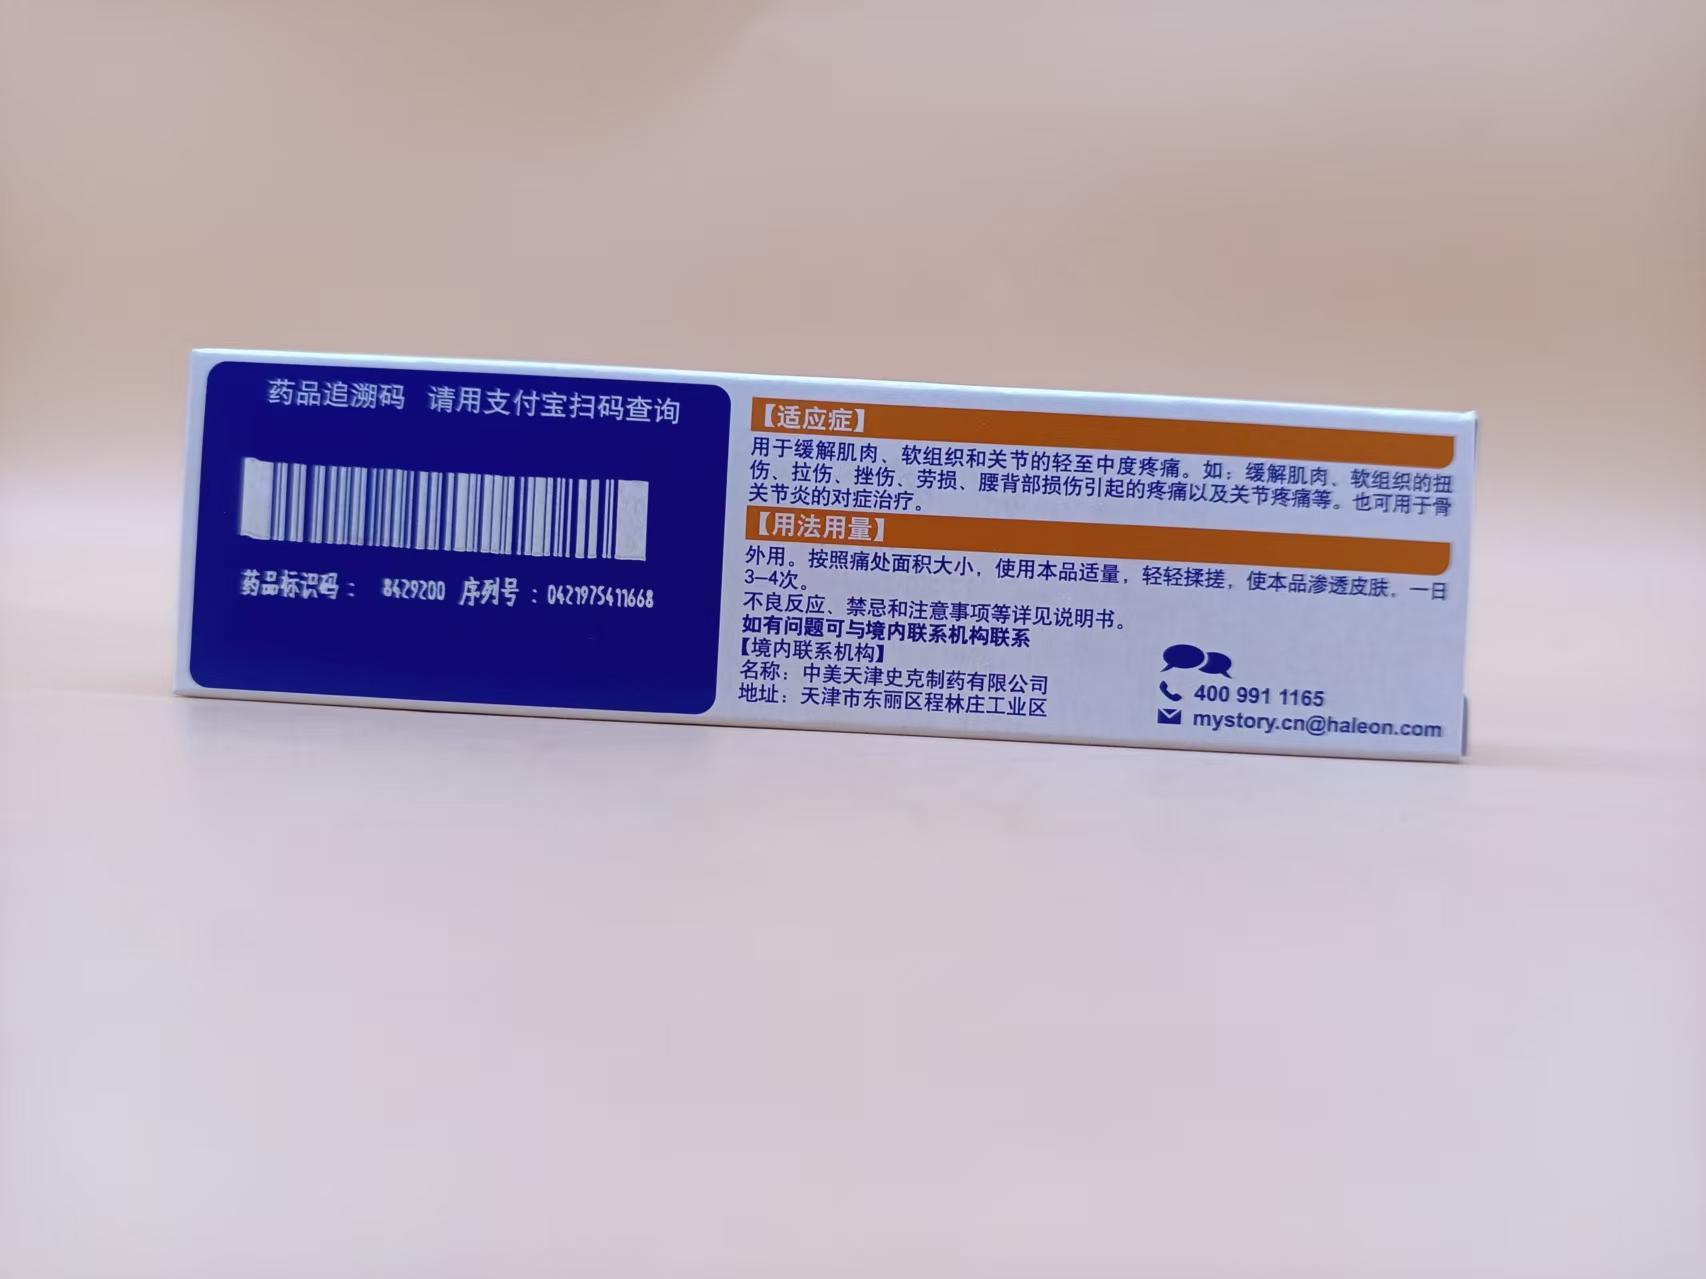 药品追溯码 请用支付宝扫码查询
药品标识码： 8429200 序列号：0421975411668
【适应症】
用于缓解肌肉、软组织和关节的轻至中度疼痛。如：缓解肌肉、软组织的扭
伤、拉伤、挫伤、劳损、腰背部损伤引起的疼痛以及关节疼痛等。也可用于骨
关节炎的对症治疗。
【用法用量】
外用。按照痛处面积大小，使用本品适量，轻轻揉搓，使本品渗透皮肤，一日
3-4次。
不良反应、禁忌和注意事项等详见说明书。
如有问题可与境内联系机构联系
【境内联系机构】
名称：中美天津史克制药有限公司
地址：天津市东丽区程林庄工业区
400 991 1165
mystory.cn@haleon.com